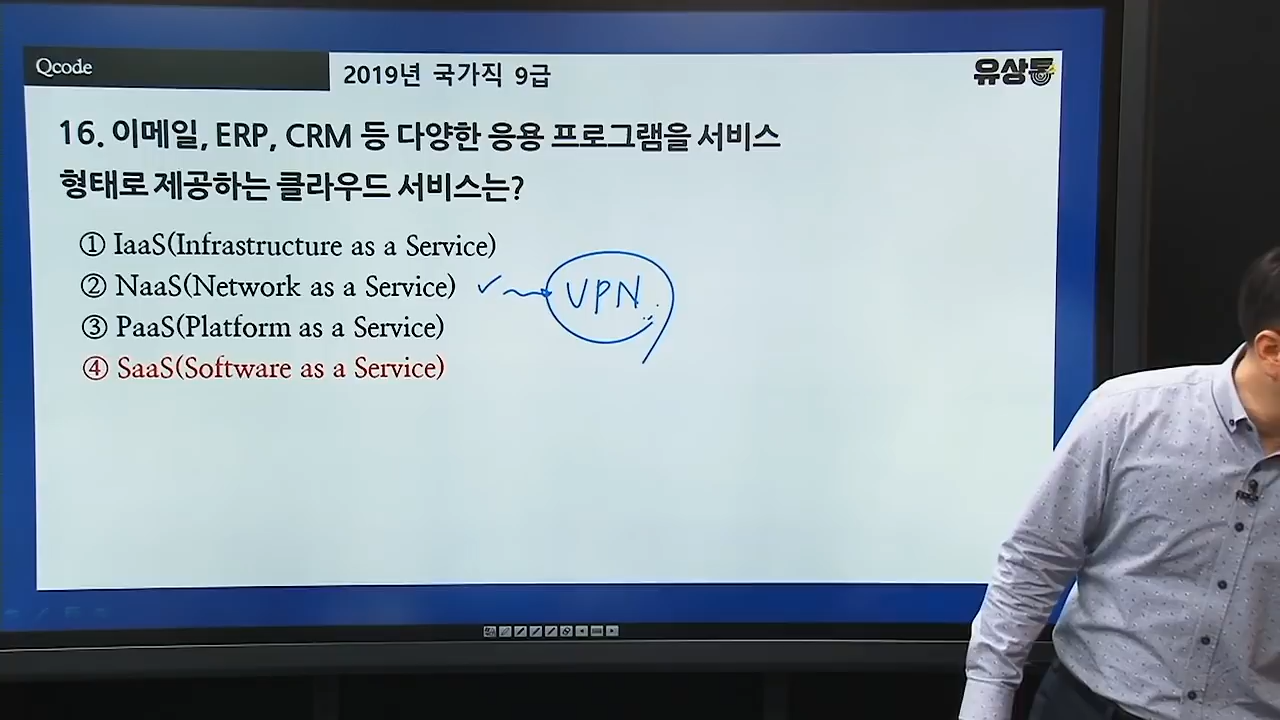 Qcode
2019년 국가직 9급
유상통
16. 이메일, ERP, CRM 등 다양한 응용 프로그램을 서비스
형태로 제공하는 클라우드 서비스는?
① IaaS(Infrastructure as a Service)
② NaaS(Network as a Service)
VPN
③ PaaS(Platform as a Service)
④ SaaS(Software as a Service)